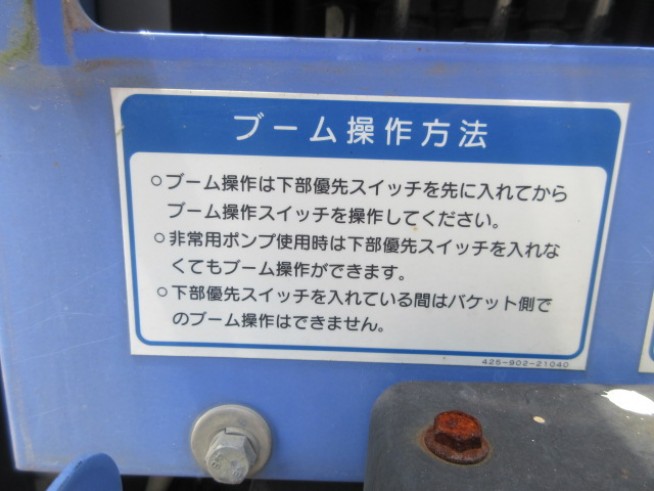 ブーム操作方法
○ブーム操作は下部優先スイッチを先に入れてから
ブーム操作スイッチを操作してください。
○非常用ポンプ使用時は下部優先スイッチを入れな
くてもブーム操作ができます。
○下部優先スイッチを入れている間はバケット側で
のブーム操作はできません。
425-902-21040